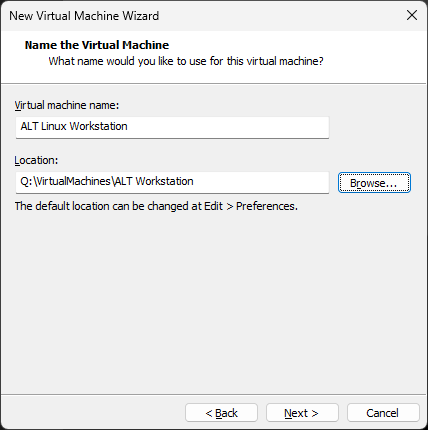 New Virtual Machine Wizard
Name the Virtual Machine
What name would you like to use for this virtual machine?
Virtual machine name:
ALT Linux Workstation
Location:
Q:\VirtualMachines\ALT Workstation
Browse...
The default location can be changed at Edit > Preferences.
< Back
Next >
Cancel